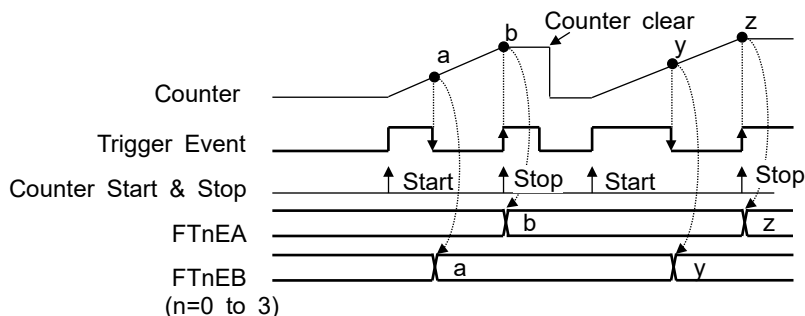 Counter clear
a
b
y
z
Counter
Trigger Event
Counter Start & Stop
Start
Stop
Start
Stop
FTnEA
b
z
FTnEB
a
y
(n=0 to 3)